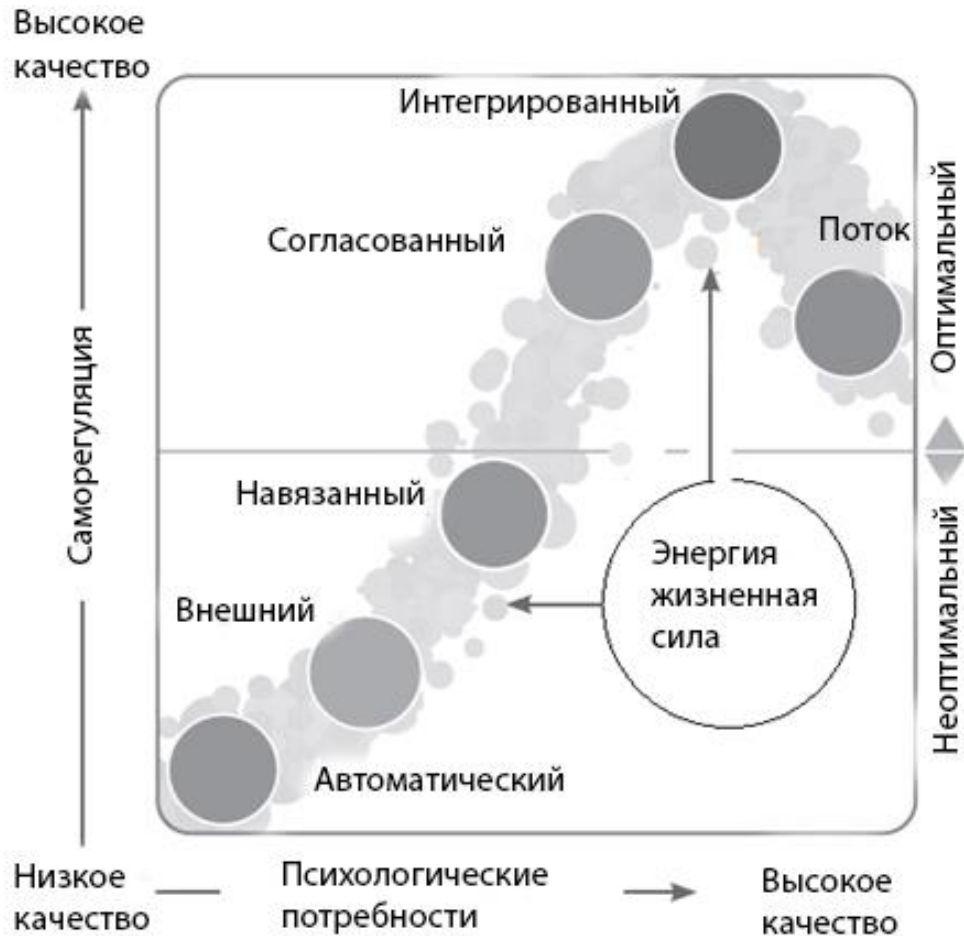 Высокое
качество
Интегрированный
Согласованный
Поток
Оптимальный
Саморегуляция
Навязанный
Внешний
Энергия
жизненная
сила
Неоптимальный
Автоматический
Низкое
качество
Психологические
потребности
Высокое
качество